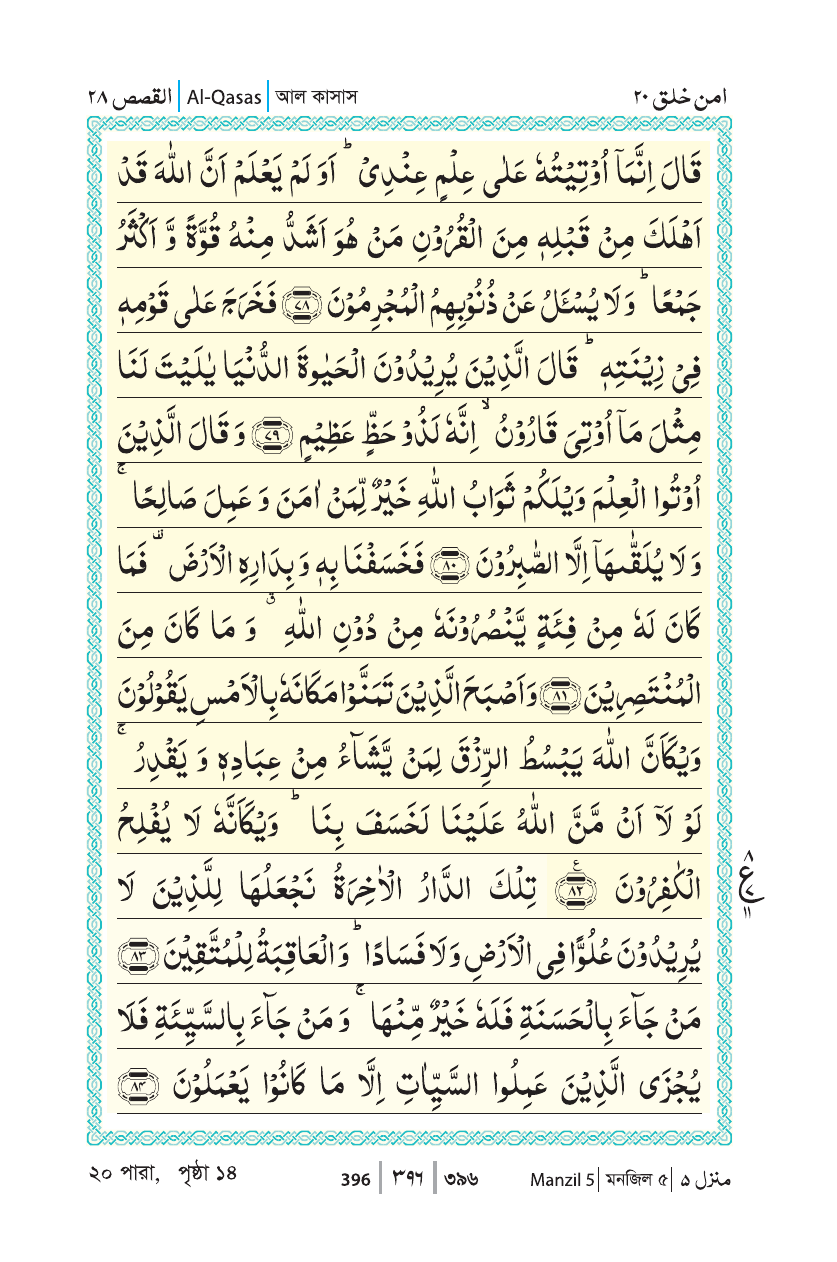 القصص ٢٨ | Al-Qasas | আল কাসাস امن خلق ٢٠
قَالَ اِنَّمَاۤ اُوْتِيْتُهٗ عَلٰى عِلْمٍ عِنْدِىْ ؕ اَوَ لَمْ يَعْلَمْ اَنَّ اللّٰهَ قَدْ
اَهْلَكَ مِنْ قَبْلِهٖ مِنَ الْقُرُوْنِ مَنْ هُوَ اَشَدُّ مِنْهُ قُوَّةً وَّ اَكْثَرُ
جَمْعًا ؕ وَ لَا يُسْـَٔلُ عَنْ ذُنُوْبِهِمُ الْمُجْرِمُوْنَ ﴿٧٨﴾ فَخَرَجَ عَلٰى قَوْمِهٖ
فِىْ زِيْنَتِهٖ ؕ قَالَ الَّذِيْنَ يُرِيْدُوْنَ الْحَيٰوةَ الدُّنْيَا يٰلَيْتَ لَنَا
مِثْلَ مَاۤ اُوْتِىَ قَارُوْنُ ۙ اِنَّهٗ لَذُوْ حَظٍّ عَظِيْمٍ ﴿٧٩﴾ وَ قَالَ الَّذِيْنَ
اُوْتُوا الْعِلْمَ وَيْلَكُمْ ثَوَابُ اللّٰهِ خَيْرٌ لِّمَنْ اٰمَنَ وَ عَمِلَ صَالِحًا ۚ
وَ لَا يُلَقّٰىهَاۤ اِلَّا الصّٰبِرُوْنَ ﴿٨٠﴾ فَخَسَفْنَا بِهٖ وَ بِدَارِهِ الْاَرْضَ ۟ فَمَا
كَانَ لَهٗ مِنْ فِئَةٍ يَّنْصُرُوْنَهٗ مِنْ دُوْنِ اللّٰهِ ۗ وَ مَا كَانَ مِنَ
الْمُنْتَصِرِيْنَ ﴿٨١﴾ وَاَصْبَحَ الَّذِيْنَ تَمَنَّوْا مَكَانَهٗ بِالْاَمْسِ يَقُوْلُوْنَ
وَيْكَاَنَّ اللّٰهَ يَبْسُطُ الرِّزْقَ لِمَنْ يَّشَآءُ مِنْ عِبَادِهٖ وَ يَقْدِرُ ۚ
لَوْ لَاۤ اَنْ مَّنَّ اللّٰهُ عَلَيْنَا لَخَسَفَ بِنَا ؕ وَيْكَاَنَّهٗ لَا يُفْلِحُ
الْكٰفِرُوْنَ ﴿٨٢﴾ ع تِلْكَ الدَّارُ الْاٰخِرَةُ نَجْعَلُهَا لِلَّذِيْنَ لَا
٨ ع ٧ ١١
يُرِيْدُوْنَ عُلُوًّا فِى الْاَرْضِ وَلَا فَسَادًا ؕ وَالْعَاقِبَةُ لِلْمُتَّقِيْنَ ﴿٨٣﴾
مَنْ جَآءَ بِالْحَسَنَةِ فَلَهٗ خَيْرٌ مِّنْهَا ۚ وَ مَنْ جَآءَ بِالسَّيِّئَةِ فَلَا
يُجْزَى الَّذِيْنَ عَمِلُوا السَّيِّاٰتِ اِلَّا مَا كَانُوْا يَعْمَلُوْنَ ﴿٨٤﴾
২০ পারা, পৃষ্ঠা ১৪ 396 | ٣٩٦ | ৩৯৬ Manzil 5 | মনজিল ৫ | منزل ٥